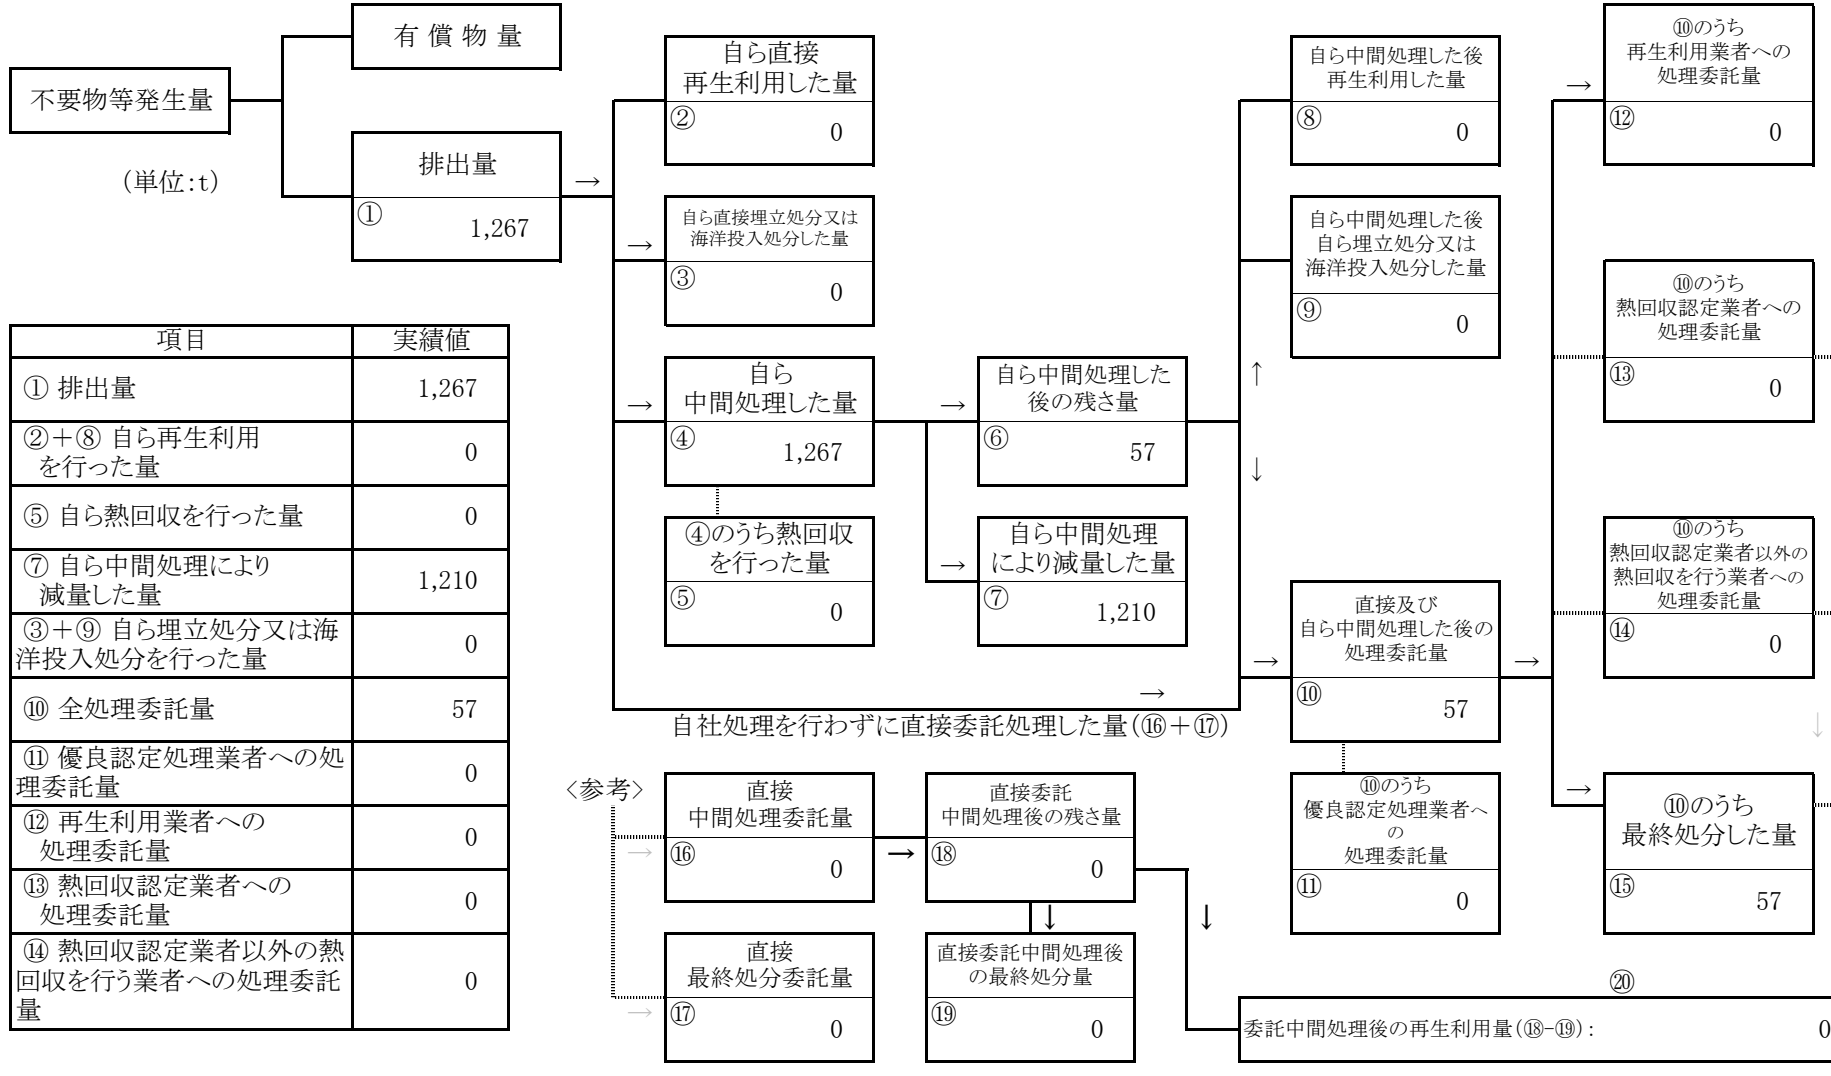 不要物等発生量
有 償 物 量
(単位:t)
排出量
①
1,267
→
自ら直接
再生利用した量
②
0
→
自ら直接埋立処分又は
海洋投入処分した量
③
0
→
自ら
中間処理した量
④
1,267
④のうち熱回収
を行った量
⑤
0
→
自ら中間処理した
後の残さ量
⑥
57
→
自ら中間処理
により減量した量
⑦
1,210
自ら中間処理した後
再生利用した量
⑧
0
自ら中間処理した後
自ら埋立処分又は
海洋投入処分した量
⑨
0
↑
↓
→
自社処理を行わずに直接委託処理した量(⑯+⑰)
→
直接及び
自ら中間処理した後の
処理委託量
⑩
57
→
⑩のうち
優良認定処理業者へ
の
処理委託量
⑪
0
→
⑩のうち
再生利用業者への
処理委託量
⑫
0
⑩のうち
熱回収認定業者への
処理委託量
⑬
0
⑩のうち
熱回収認定業者以外の
熱回収を行う業者への
処理委託量
⑭
0
↓
→
⑩のうち
最終処分した量
⑮
57
項目 実績値
① 排出量 1,267
②+⑧ 自ら再生利用
を行った量 0
⑤ 自ら熱回収を行った量 0
⑦ 自ら中間処理により
減量した量 1,210
③+⑨ 自ら埋立処分又は海
洋投入処分を行った量 0
⑩ 全処理委託量 57
⑪ 優良認定処理業者への処
理委託量 0
⑫ 再生利用業者への
処理委託量 0
⑬ 熱回収認定業者への
処理委託量 0
⑭ 熱回収認定業者以外の熱
回収を行う業者への処理委託
量 0
<参考>
→
直接
中間処理委託量
⑯
0
→
直接委託
中間処理後の残さ量
⑱
0
↓
↓
→
直接
最終処分委託量
⑰
0
直接委託中間処理後
の最終処分量
⑲
0
⑳
委託中間処理後の再生利用量(⑱-⑲): 0